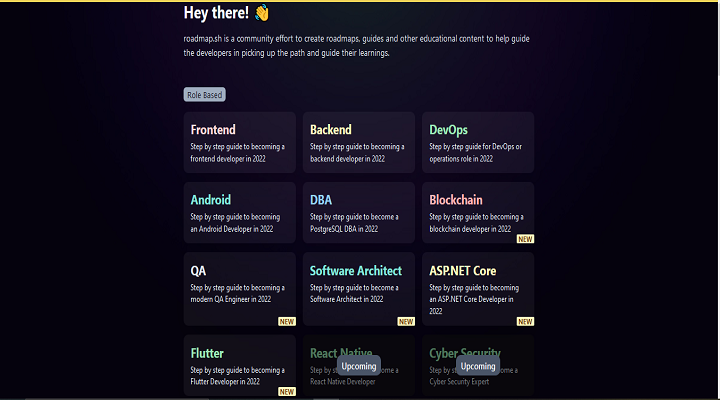 Hey there! 👋
roadmap.sh is a community effort to create roadmaps, guides and other educational content to help guide
the developers in picking up the path and guide their learnings.
Role Based
Frontend
Step by step guide to becoming a
frontend developer in 2022
Backend
Step by step guide to becoming a
backend developer in 2022
DevOps
Step by step guide for DevOps or
operations role in 2022
Android
Step by step guide to becoming
an Android Developer in 2022
DBA
Step by step guide to become a
PostgreSQL DBA in 2022
Blockchain
Step by step guide to becoming a
blockchain developer in 2022
NEW
QA
Step by step guide to becoming a
modern QA Engineer in 2022
NEW
Software Architect
Step by step guide to become a
Software Architect in 2022
NEW
ASP.NET Core
Step by step guide to becoming
an ASP.NET Core Developer in
2022
NEW
Flutter
Step by step guide to becoming a
Flutter Developer in 2022
NEW
React Native
Upcoming
Step by ome a
React Native Developer
Cyber Security
Upcoming
Step by ome a
Cyber Security Expert